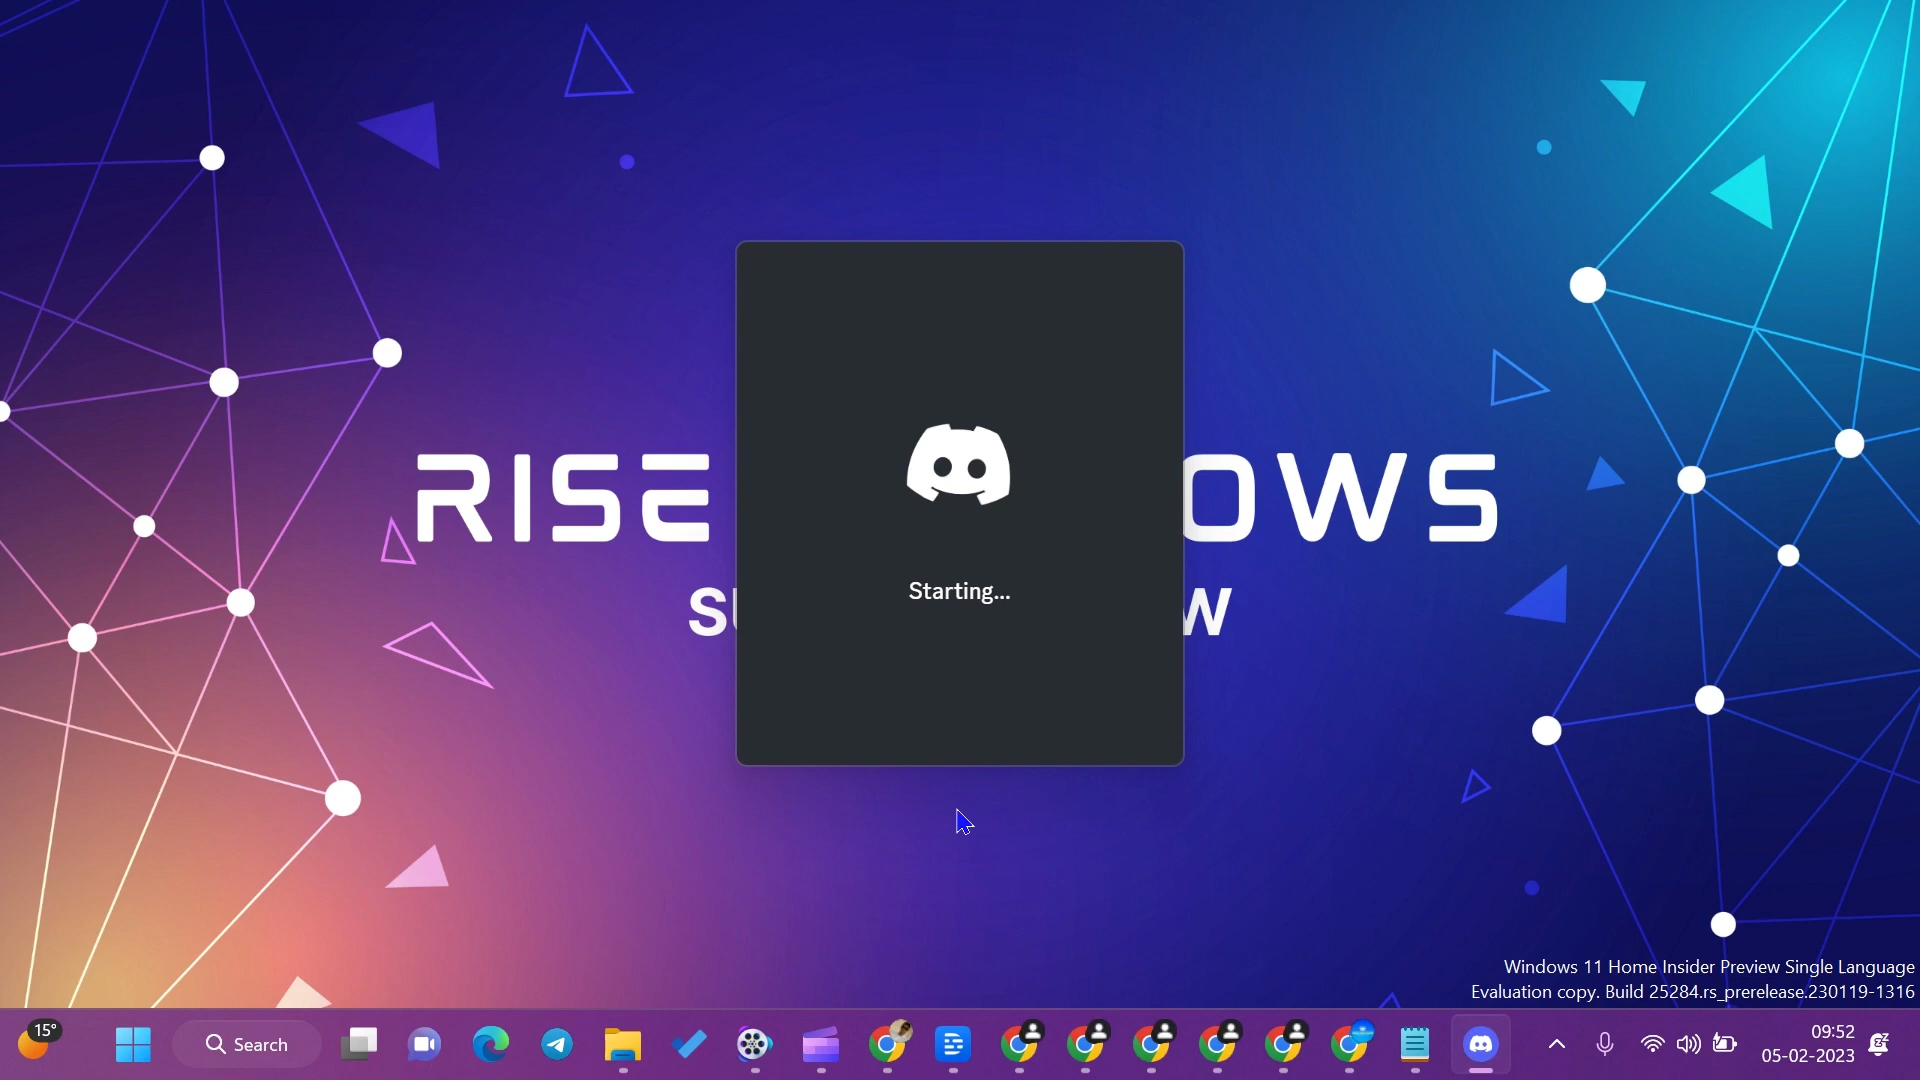 RISE OWS
SU W
Starting...
Windows 11 Home Insider Preview Single Language
Evaluation copy. Build 25284.rs_prerelease.230119-1316
15°
Search
09:52
05-02-2023